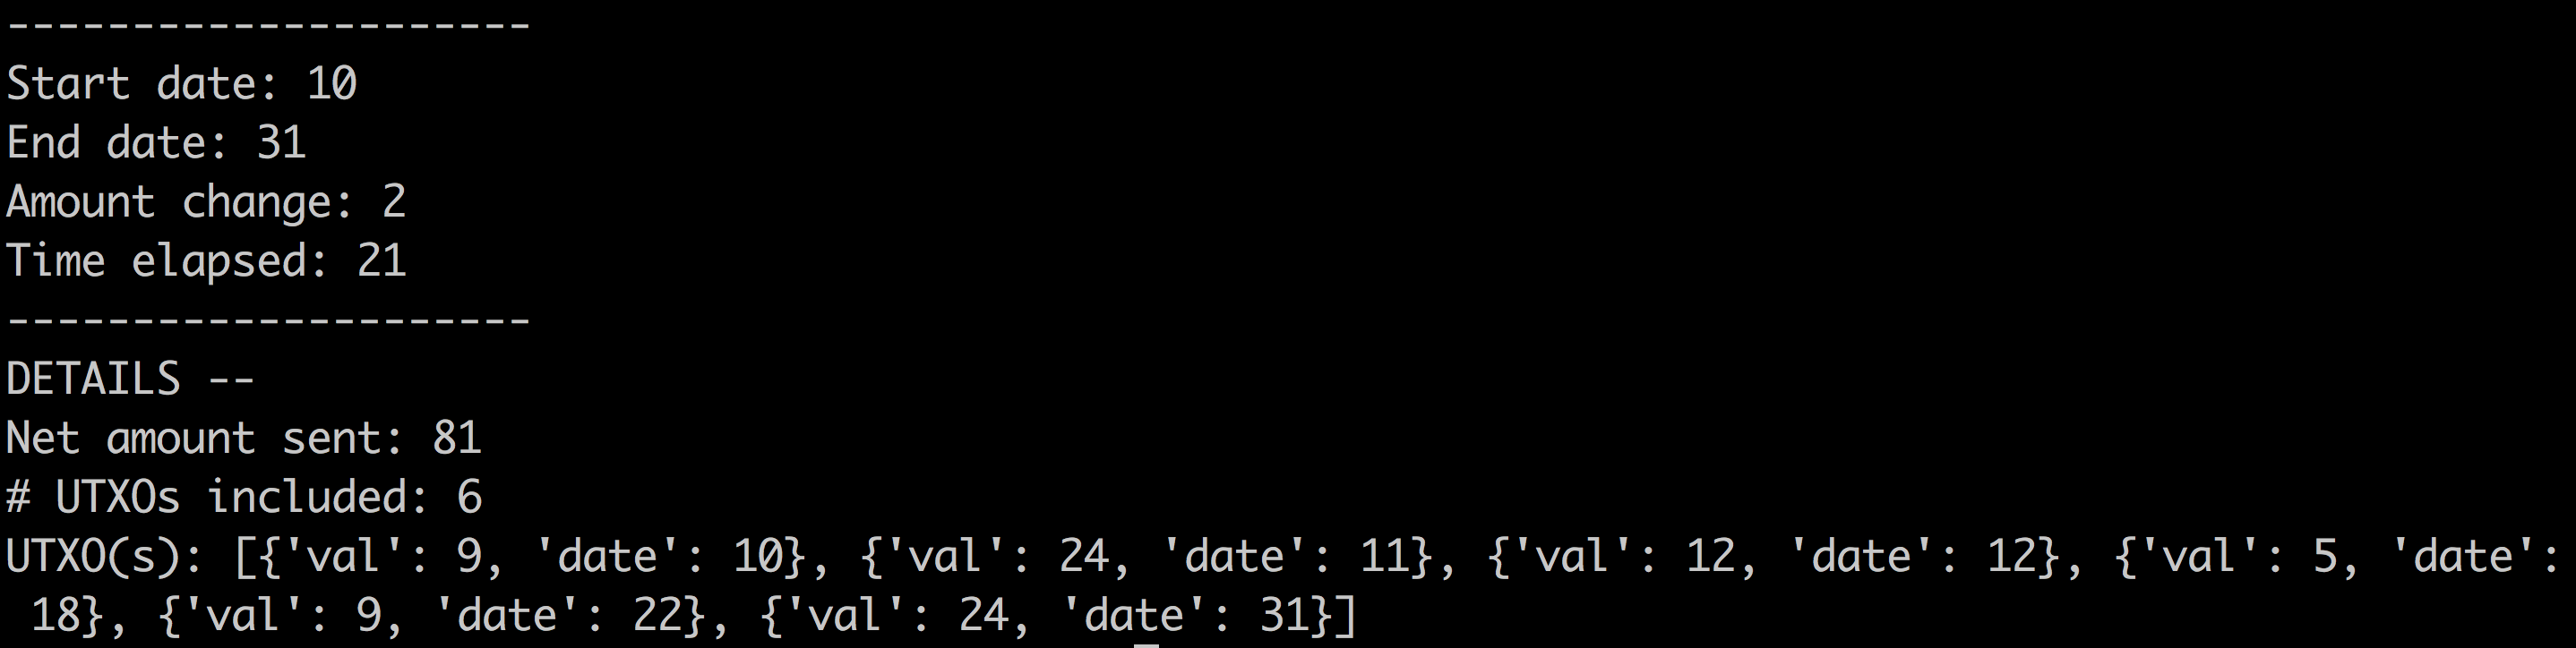 ---------------------
Start date: 10
End date: 31
Amount change: 2
Time elapsed: 21
---------------------
DETAILS --
Net amount sent: 81
# UTXOs included: 6
UTXO(s): [{'val': 9, 'date': 10}, {'val': 24, 'date': 11}, {'val': 12, 'date': 12}, {'val': 5, 'date':
 18}, {'val': 9, 'date': 22}, {'val': 24, 'date': 31}]